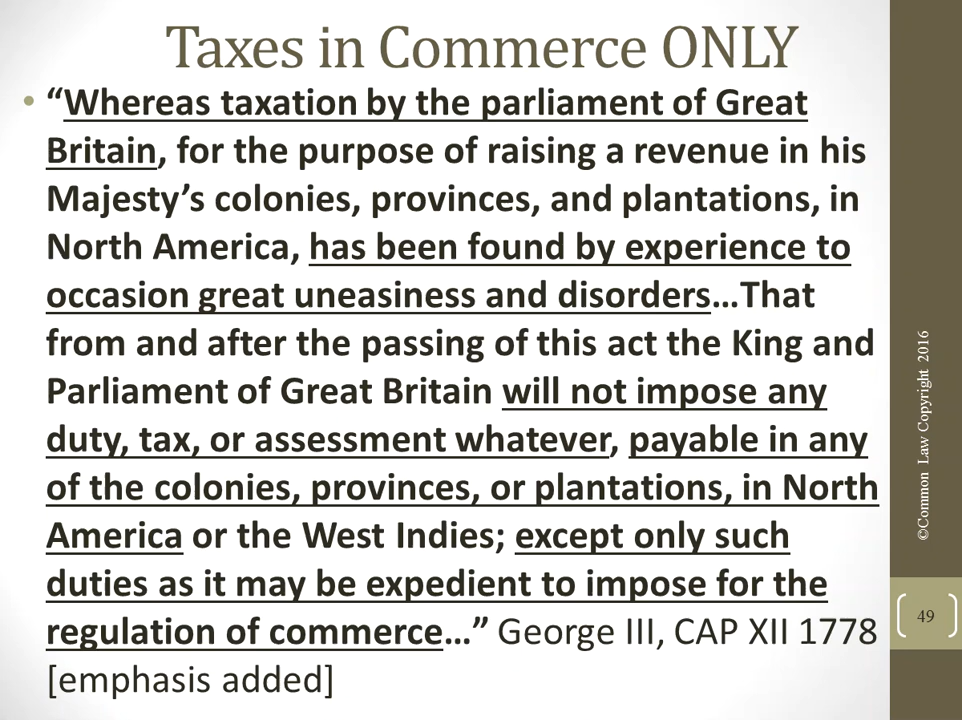 Taxes in Commerce ONLY
• “Whereas taxation by the parliament of Great
Britain, for the purpose of raising a revenue in his
Majesty’s colonies, provinces, and plantations, in
North America, has been found by experience to
occasion great uneasiness and disorders…That
from and after the passing of this act the King and
Parliament of Great Britain will not impose any
duty, tax, or assessment whatever, payable in any
of the colonies, provinces, or plantations, in North
America or the West Indies; except only such
duties as it may be expedient to impose for the
regulation of commerce…” George III, CAP XII 1778
[emphasis added]
©Common Law Copyright 2016
49